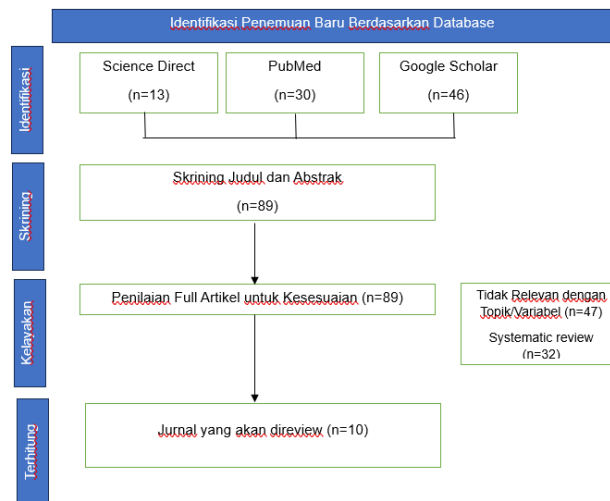 Identifikasi Penemuan Baru Berdasarkan Database
Identifikasi
Science Direct
(n=13)
PubMed
(n=30)
Google Scholar
(n=46)
Skrining
Skrining Judul dan Abstrak
(n=89)
Kelayakan
Penilaian Full Artikel untuk Kesesuaian (n=89)
Tidak Relevan dengan
Topik/Variabel (n=47)
Systematic review
(n=32)
Terhitung
Jurnal yang akan direview (n=10)